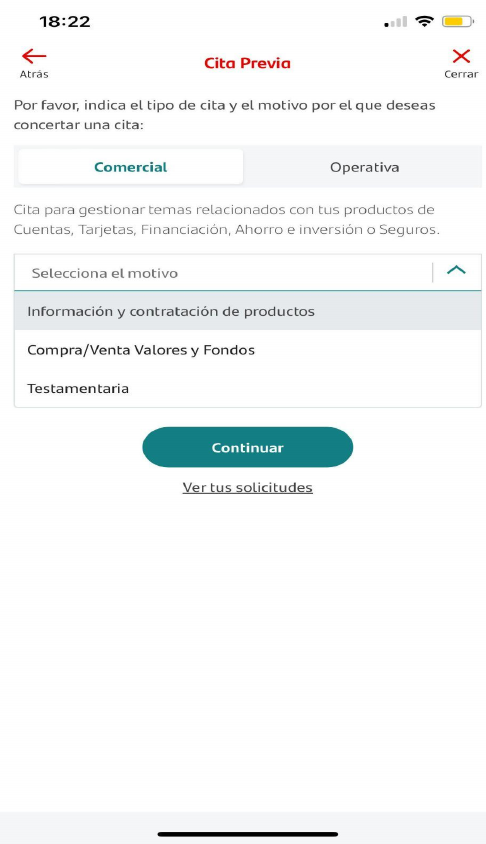 18:22
Atrás
Cita Previa
Cerrar
Por favor, indica el tipo de cita y el motivo por el que deseas
concertar una cita:
Comercial
Operativa
Cita para gestionar temas relacionados con tus productos de
Cuentas, Tarjetas, Financiación, Ahorro e inversión o Seguros.
Selecciona el motivo
Información y contratación de productos
Compra/Venta Valores y Fondos
Testamentaria
Continuar
Ver tus solicitudes